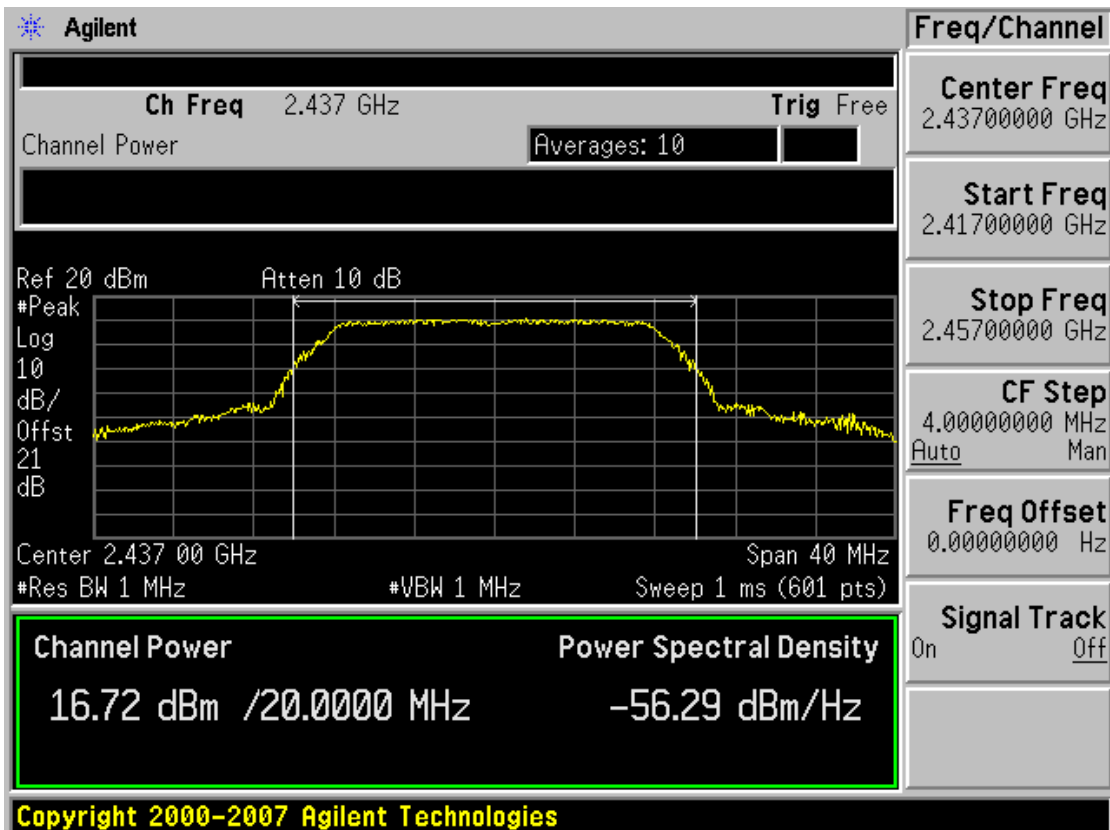 Agilent
Freq/Channel
Ch Freq 2.437 GHz Trig Free
Channel Power Averages: 10
Ref 20 dBm Atten 10 dB
#Peak
Log
10
dB/
Offst
21
dB
Center 2.437 00 GHz Span 40 MHz
#Res BW 1 MHz #VBW 1 MHz Sweep 1 ms (601 pts)
Channel Power Power Spectral Density
16.72 dBm /20.0000 MHz -56.29 dBm/Hz
Center Freq
2.43700000 GHz
Start Freq
2.41700000 GHz
Stop Freq
2.45700000 GHz
CF Step
4.00000000 MHz
Auto Man
Freq Offset
0.00000000 Hz
Signal Track
On Off
Copyright 2000-2007 Agilent Technologies